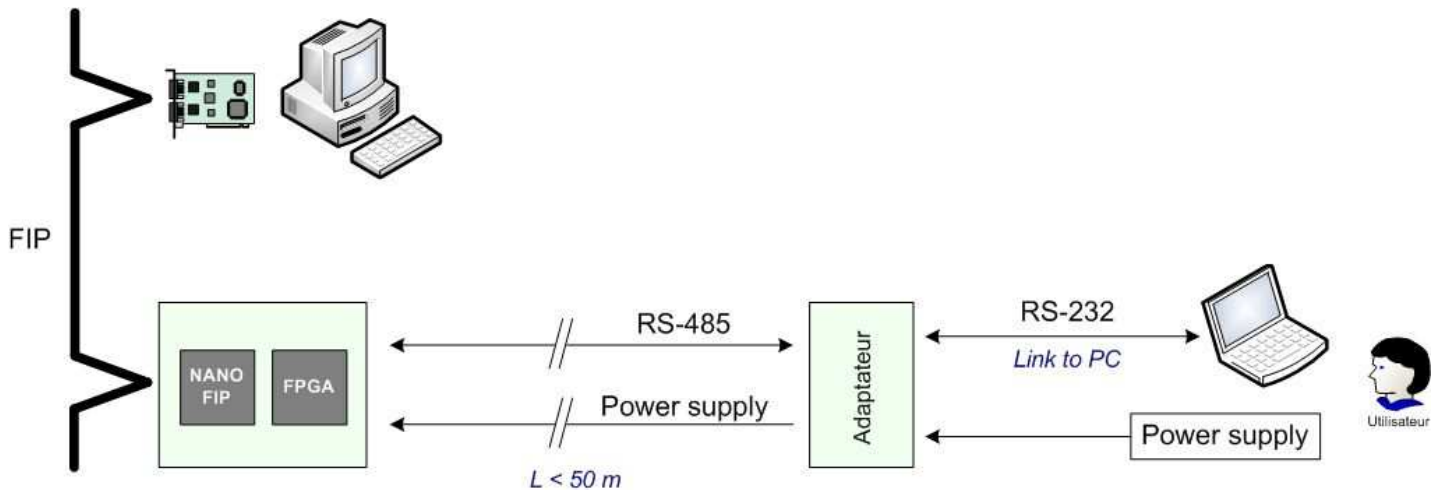 FIP
NANO
FIP
FPGA
RS-485
Power supply
L < 50 m
Adaptateur
RS-232
Link to PC
Power supply
Utilisateur